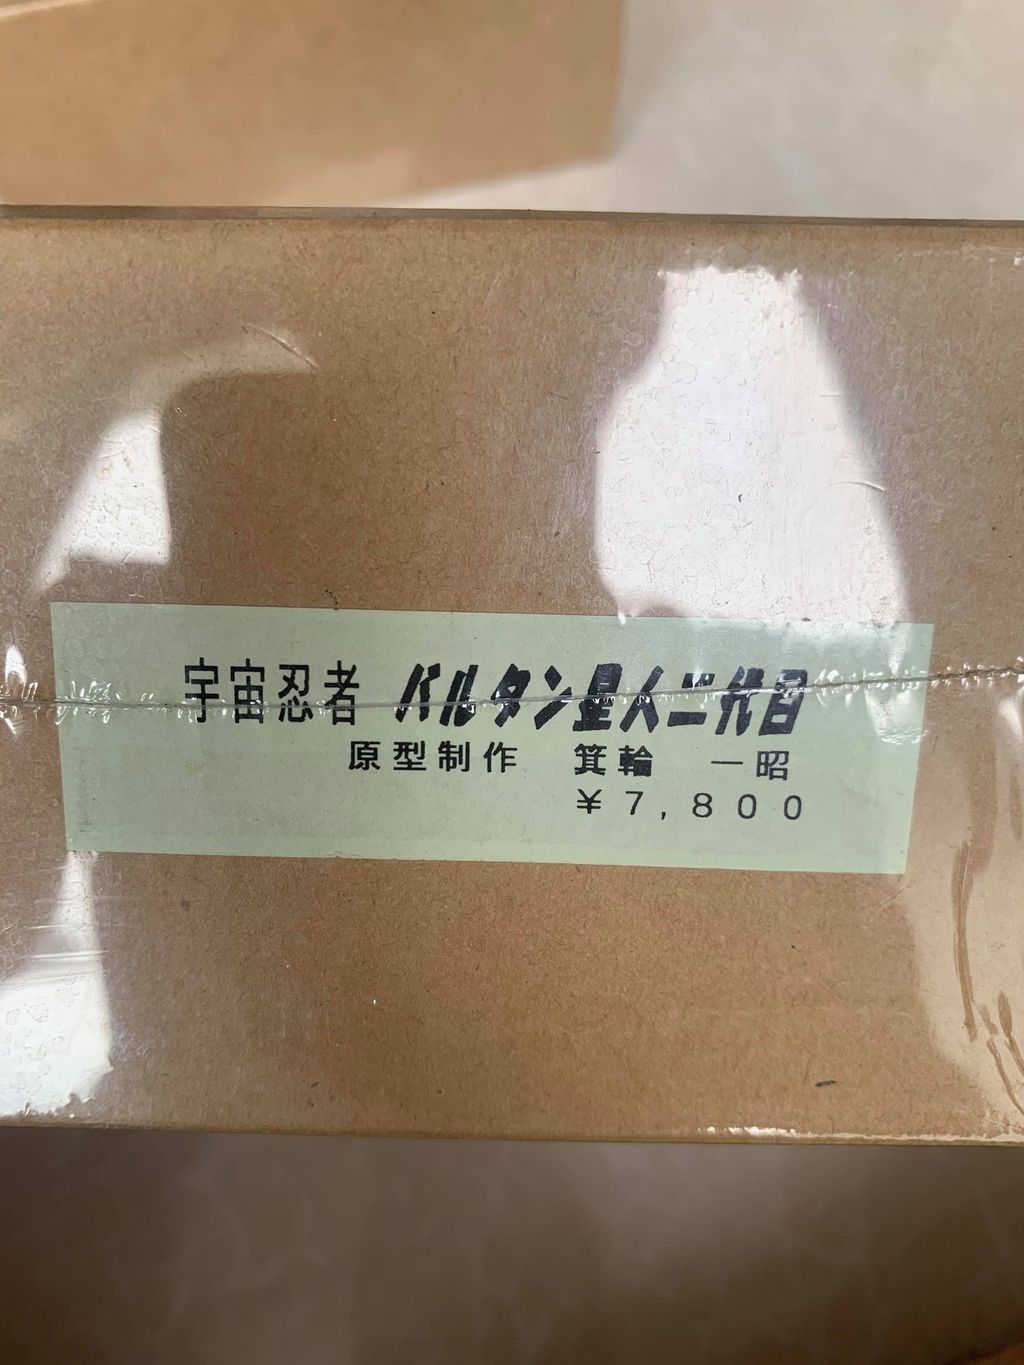 宇宙忍者 バルタン星人二代目
原型制作 箕輪 一昭
¥7,800